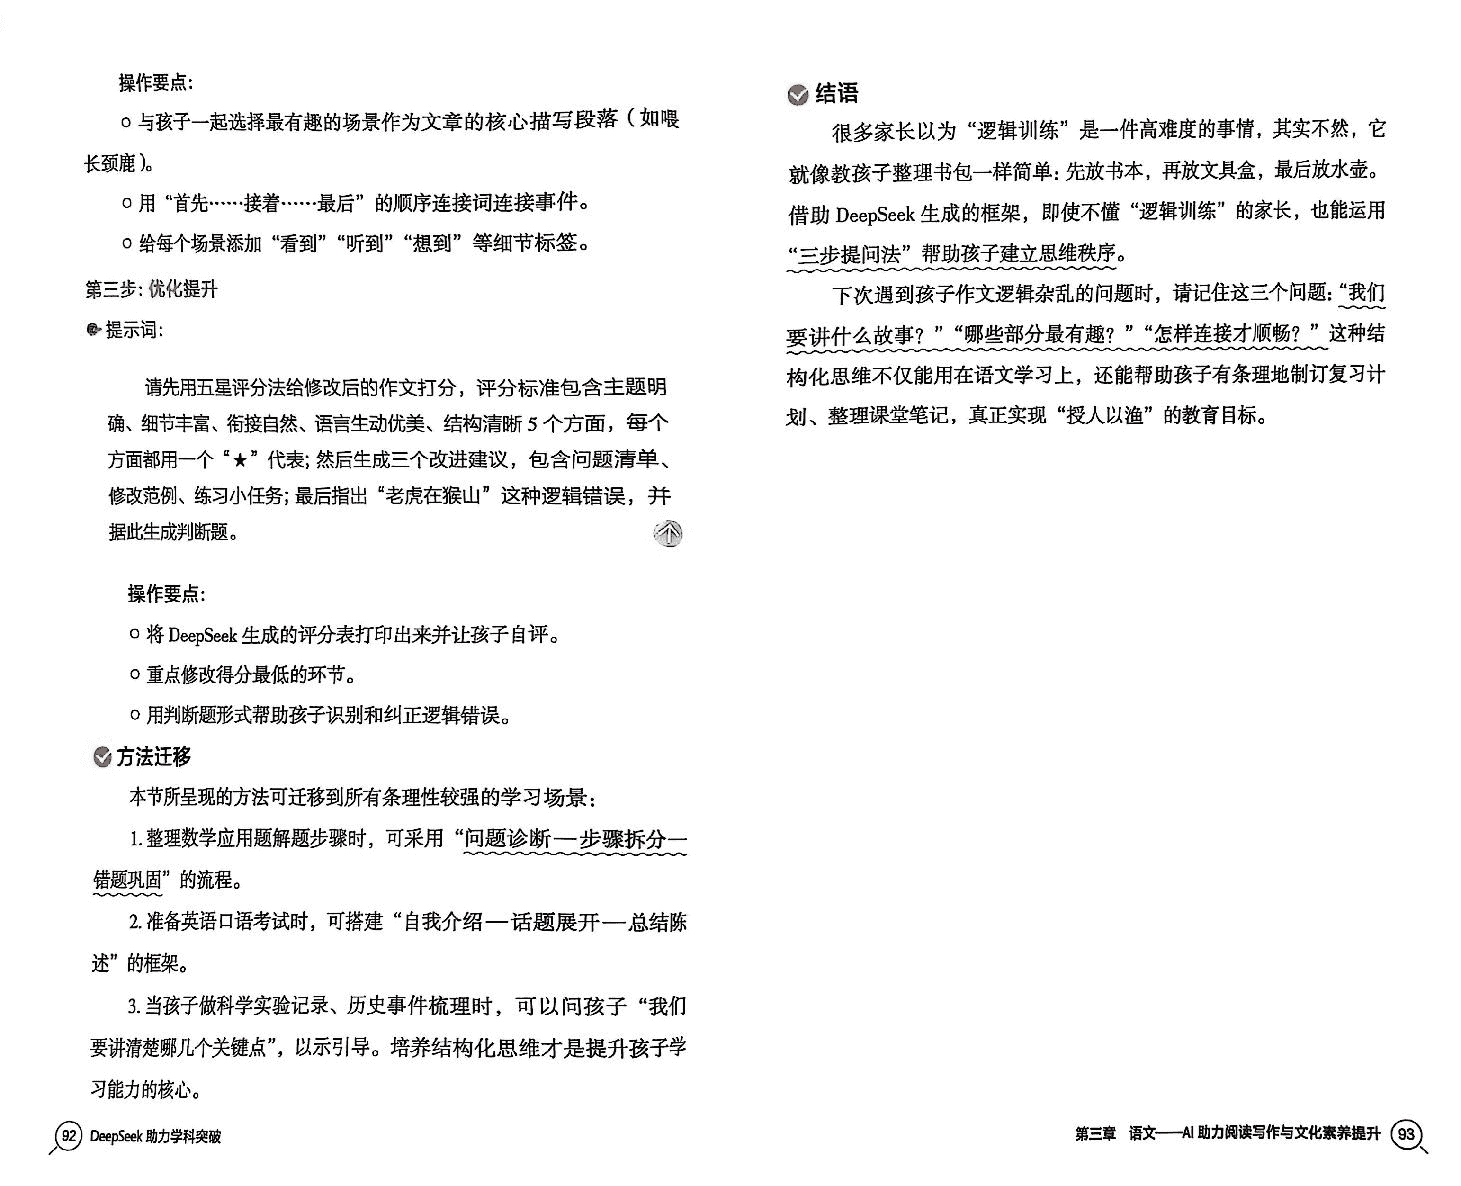 操作要点:
○ 与孩子一起选择最有趣的场景作为文章的核心描写段落（如喂
长颈鹿）。
○ 用“首先……接着……最后”的顺序连接词连接事件。
○ 给每个场景添加“看到”“听到”“想到”等细节标签。
第三步: 优化提升
提示词:
请先用五星评分法给修改后的作文打分，评分标准包含主题明
确、细节丰富、衔接自然、语言生动优美、结构清晰 5 个方面，每个
方面都用一个“★”代表; 然后生成三个改进建议，包含问题清单、
修改范例、练习小任务; 最后指出“老虎在猴山”这种逻辑错误，并
据此生成判断题。
操作要点:
○ 将 DeepSeek 生成的评分表打印出来并让孩子自评。
○ 重点修改得分最低的环节。
○ 用判断题形式帮助孩子识别和纠正逻辑错误。
方法迁移
本节所呈现的方法可迁移到所有条理性较强的学习场景:
1. 整理数学应用题解题步骤时，可采用“问题诊断—步骤拆分—
错题巩固”的流程。
2. 准备英语口语考试时，可搭建“自我介绍—话题展开—总结陈
述”的框架。
3. 当孩子做科学实验记录、历史事件梳理时，可以问孩子“我们
要讲清楚哪几个关键点”，以示引导。培养结构化思维才是提升孩子学
习能力的核心。
92 DeepSeek 助力学科突破
结语
很多家长以为“逻辑训练”是一件高难度的事情，其实不然，它
就像教孩子整理书包一样简单: 先放书本，再放文具盒，最后放水壶。
借助 DeepSeek 生成的框架，即使不懂“逻辑训练”的家长，也能运用
“三步提问法”帮助孩子建立思维秩序。
下次遇到孩子作文逻辑杂乱的问题时，请记住这三个问题: “我们
要讲什么故事？”“哪些部分最有趣？”“怎样连接才顺畅？”这种结
构化思维不仅能用在语文学习上，还能帮助孩子有条理地制订复习计
划、整理课堂笔记，真正实现“授人以渔”的教育目标。
第三章 语文——AI 助力阅读写作与文化素养提升 93